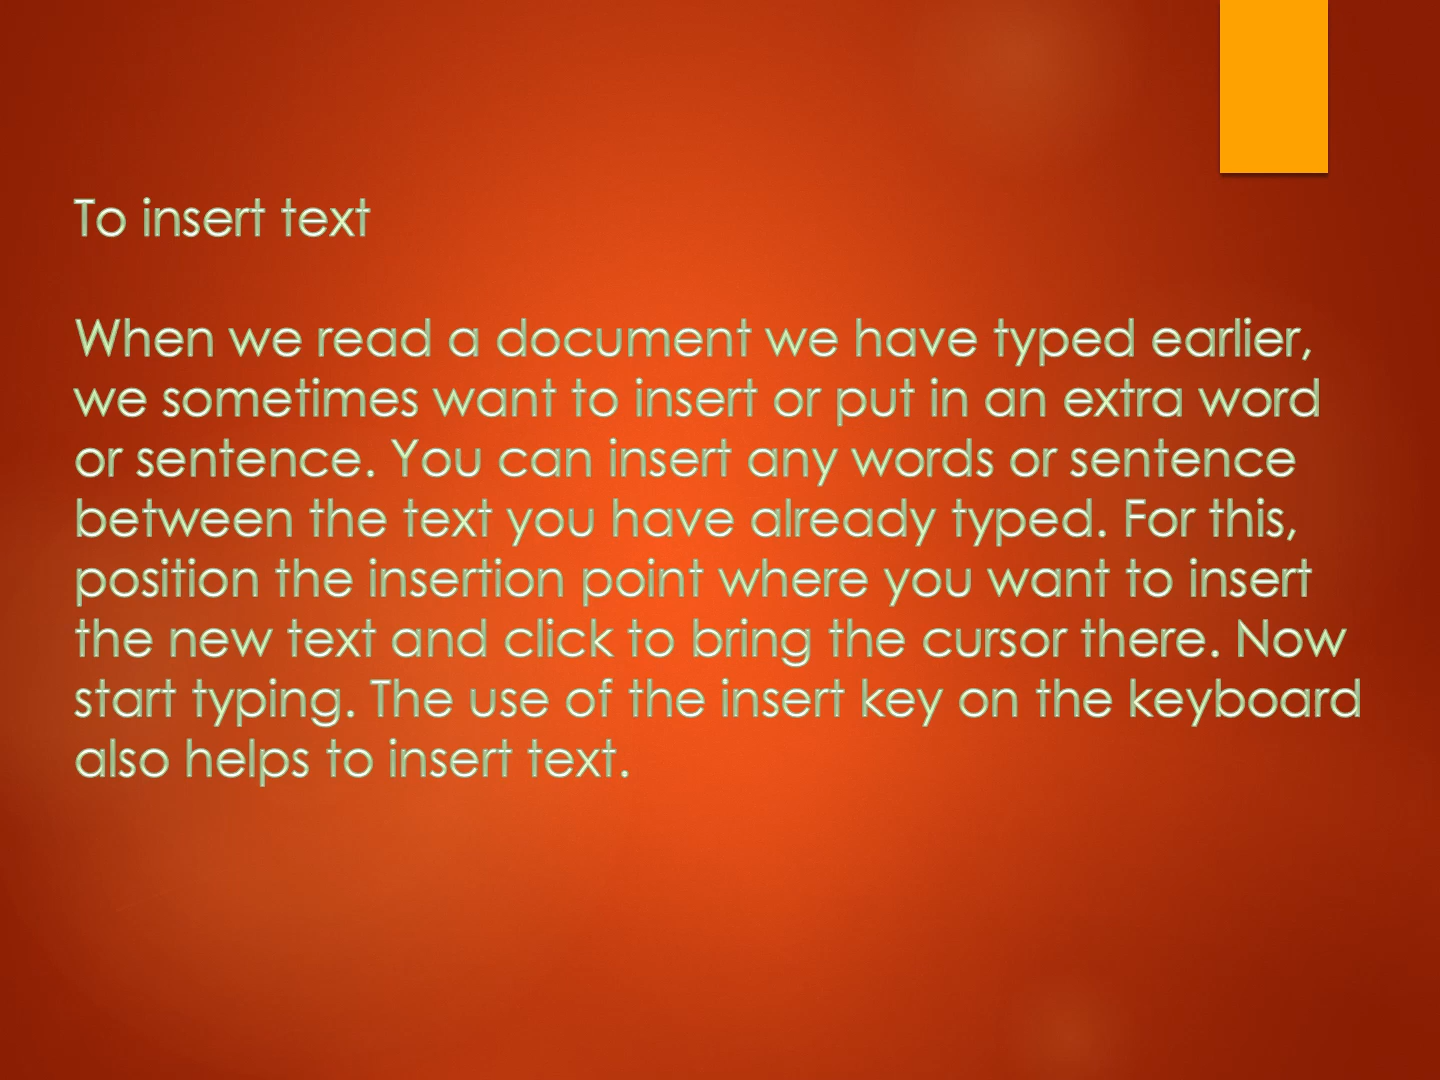 To insert text
When we read a document we have typed earlier,
we sometimes want to insert or put in an extra word
or sentence. You can insert any words or sentence
between the text you have already typed. For this,
position the insertion point where you want to insert
the new text and click to bring the cursor there. Now
start typing. The use of the insert key on the keyboard
also helps to insert text.